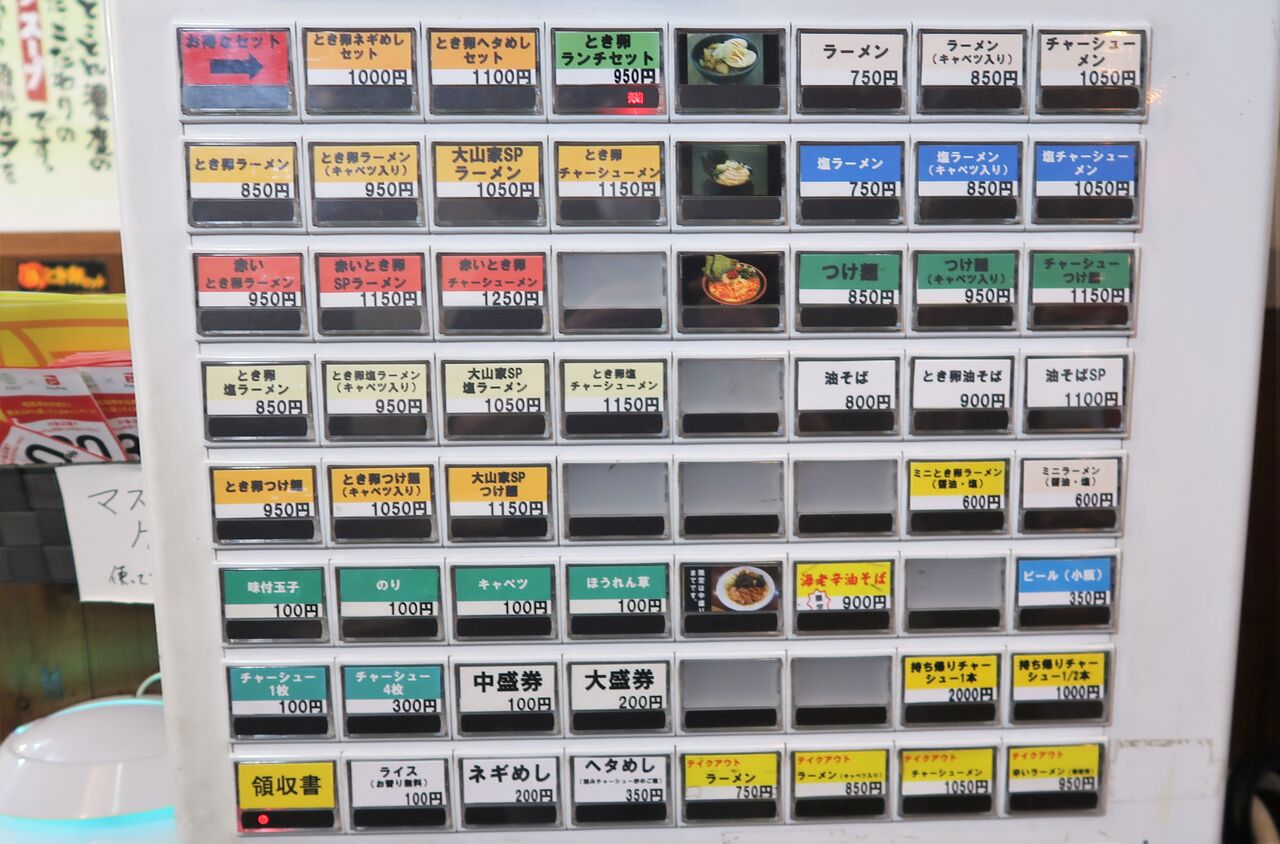 お得なセット
とき卵ネギめし
セット
1000円
とき卵ヘタめし
セット
1100円
とき卵
ランチセット
950円
ラーメン
750円
ラーメン
(キャベツ入り)
850円
チャーシュー
メン
1050円
とき卵ラーメン
850円
とき卵ラーメン
(キャベツ入り)
950円
大山家SP
ラーメン
1050円
とき卵
チャーシューメン
1150円
塩ラーメン
750円
塩ラーメン
(キャベツ入り)
850円
塩チャーシュー
メン
1050円
赤い
とき卵ラーメン
950円
赤いとき卵
SPラーメン
1150円
赤いとき卵
チャーシューメン
1250円
つけ麺
850円
つけ麺
(キャベツ入り)
950円
チャーシュー
つけ麺
1150円
とき卵
塩ラーメン
850円
とき卵塩ラーメン
(キャベツ入り)
950円
大山家SP
塩ラーメン
1050円
とき卵塩
チャーシューメン
1150円
油そば
800円
とき卵油そば
900円
油そばSP
1100円
とき卵つけ麺
950円
とき卵つけ麺
(キャベツ入り)
1050円
大山家SP
つけ麺
1150円
ミニとき卵ラーメン
(醤油・塩)
600円
ミニラーメン
(醤油・塩)
600円
味付玉子
100円
のり
100円
キャベツ
100円
ほうれん草
100円
限定は中盛り
までです。
海老辛油そば
限定
900円
ビール(小瓶)
350円
チャーシュー
1枚
100円
チャーシュー
4枚
300円
中盛券
100円
大盛券
200円
持ち帰りチャー
シュー1本
2000円
持ち帰りチャー
シュー1/2本
1000円
領収書
ライス
(お替り無料)
100円
ネギめし
200円
ヘタめし
350円
テイクアウト
ラーメン
750円
テイクアウト
ラーメン(キャベツ入り)
850円
テイクアウト
チャーシューメン
1050円
テイクアウト
辛いラーメン
950円
スープです。
マス
使って